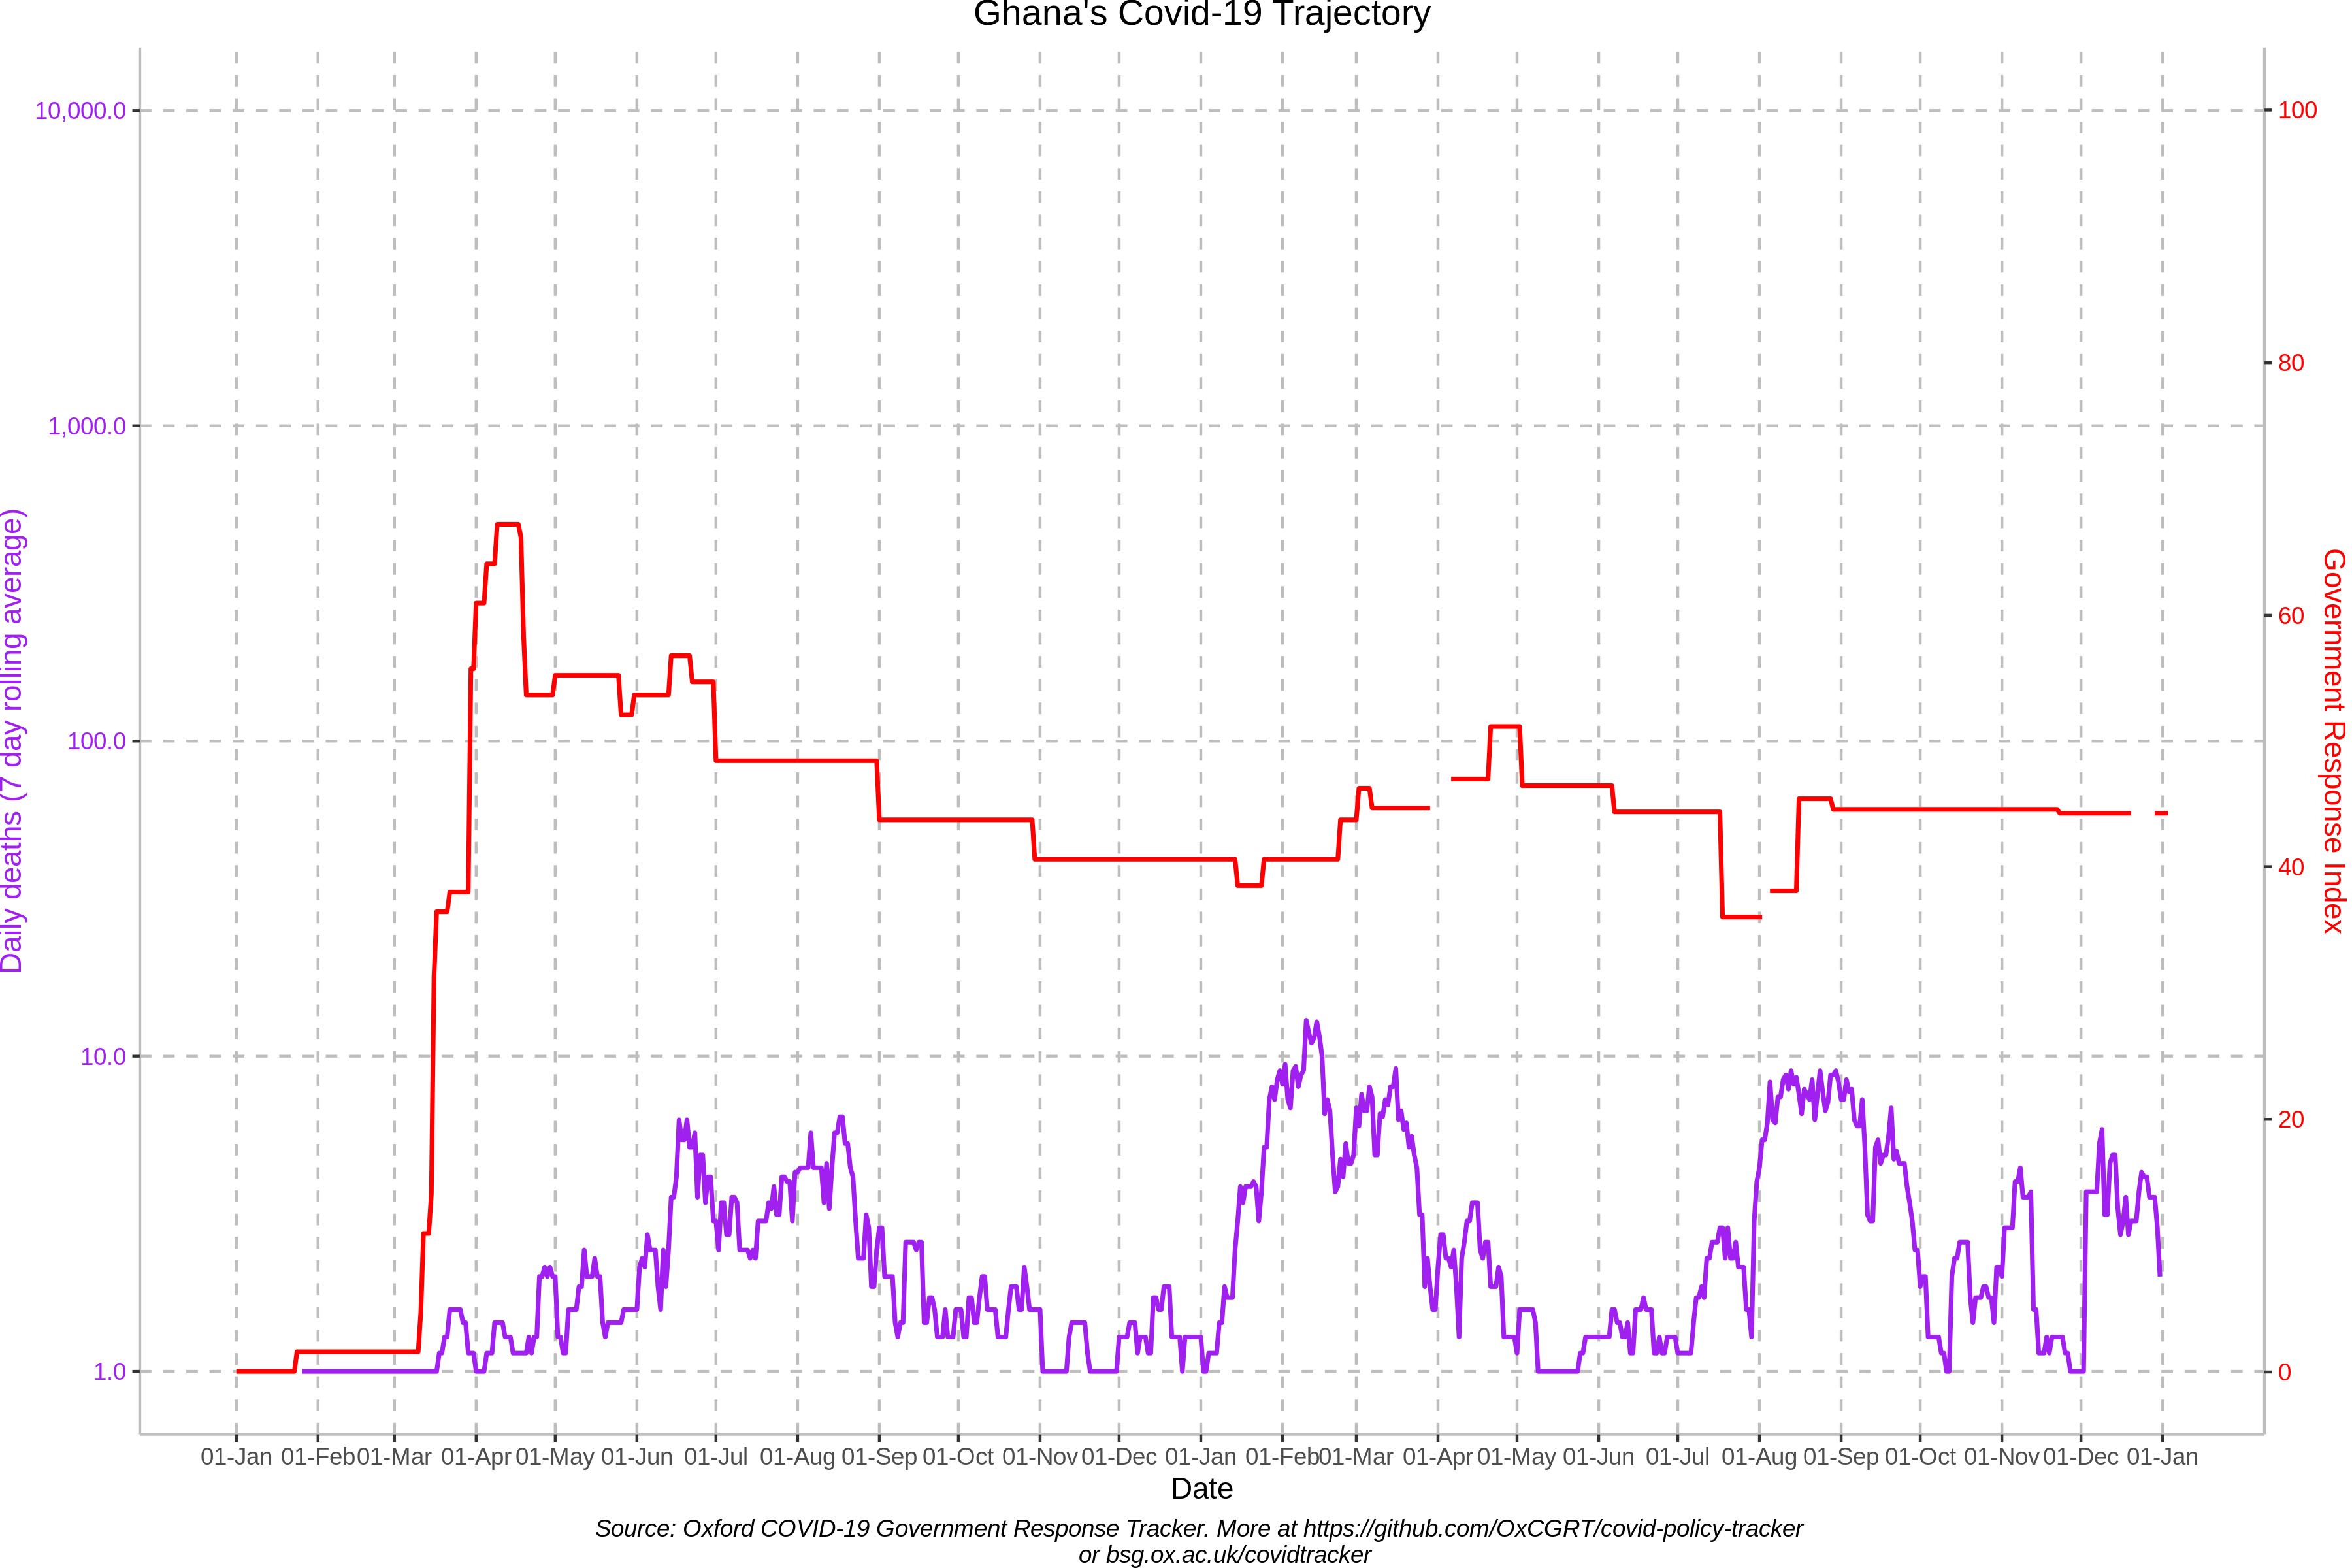 Ghana's Covid-19 Trajectory
10,000.0
1,000.0
100.0
10.0
1.0
Daily deaths (7 day rolling average)
100
80
60
40
20
0
Government Response Index
01-Jan 01-Feb 01-Mar 01-Apr 01-May 01-Jun 01-Jul 01-Aug 01-Sep 01-Oct 01-Nov 01-Dec 01-Jan 01-Feb 01-Mar 01-Apr 01-May 01-Jun 01-Jul 01-Aug 01-Sep 01-Oct 01-Nov 01-Dec 01-Jan
Date
Source: Oxford COVID-19 Government Response Tracker. More at https://github.com/OxCGRT/covid-policy-tracker
or bsg.ox.ac.uk/covidtracker